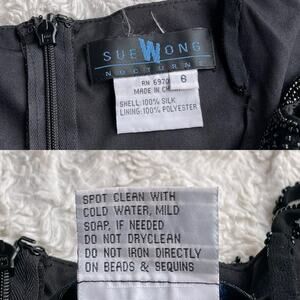 SUE WONG
NOCTURNE
RN 6970
6
MADE IN CHINA
SHELL: 100% SILK
LINING: 100% POLYESTER
SPOT CLEAN WITH
COLD WATER, MILD
SOAP, IF NEEDED
DO NOT DRYCLEAN
DO NOT IRON DIRECTLY
ON BEADS & SEQUINS